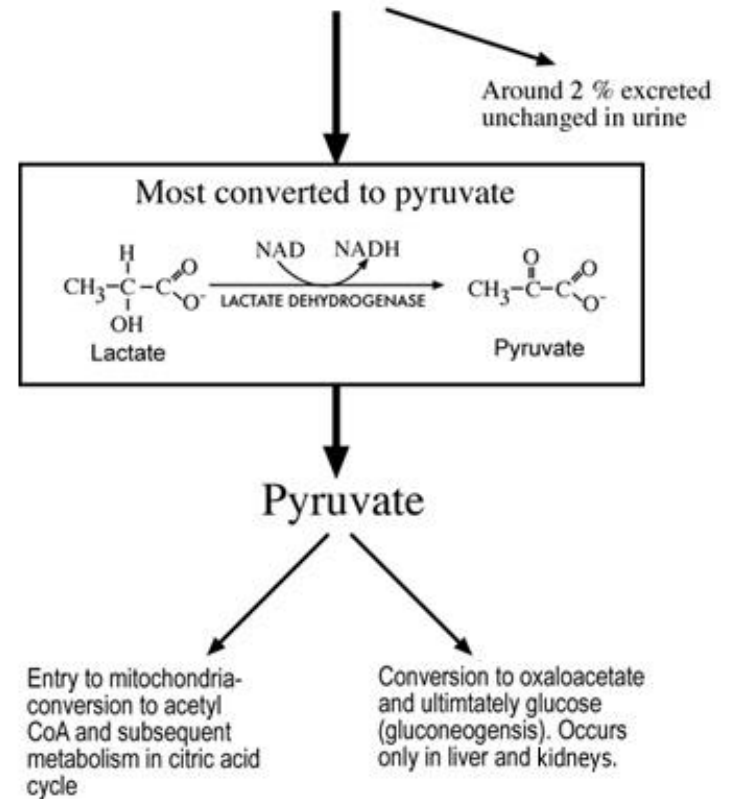 Around 2 % excreted
unchanged in urine
Most converted to pyruvate
H
CH3-C-C
O
O-
OH
Lactate
NAD NADH
LACTATE DEHYDROGENASE
O
CH3-C-C
O
O-
Pyruvate
Pyruvate
Entry to mitochondria-
conversion to acetyl
CoA and subsequent
metabolism in citric acid
cycle
Conversion to oxaloacetate
and ultimtately glucose
(gluconeogensis). Occurs
only in liver and kidneys.